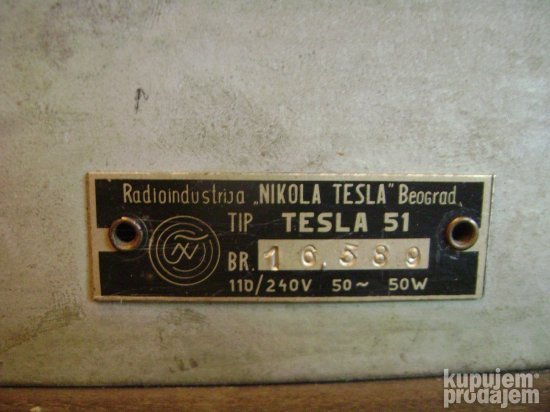 Radioindustrija „NIKOLA TESLA" Beograd
TIP TESLA 51
BR. 16.589
110/240V 50~ 50W
kupujem
prodajem